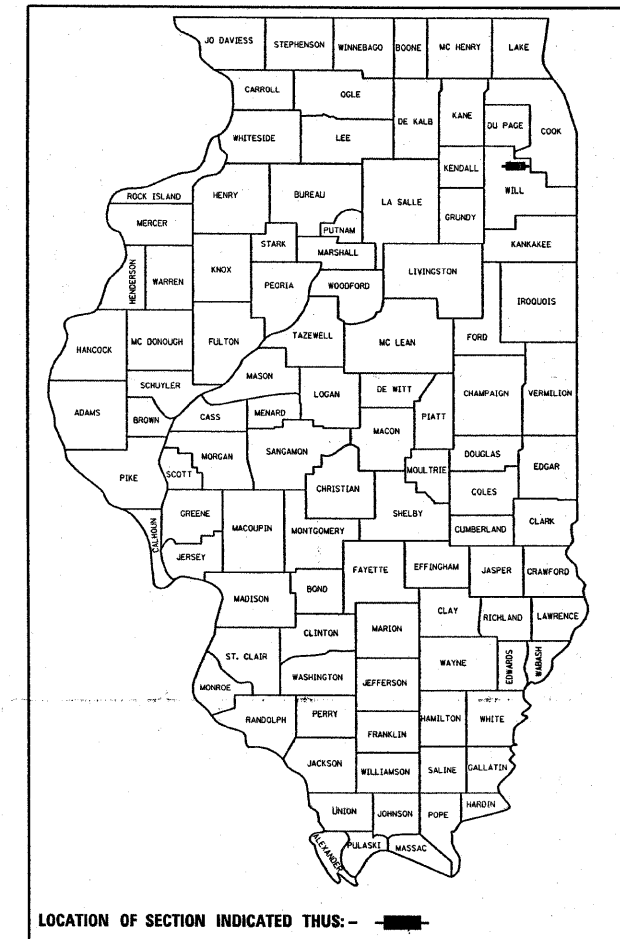 JO DAVIESS
STEPHENSON
WINNEBAGO
BOONE
MC HENRY
LAKE
CARROLL
OGLE
DE KALB
KANE
DU PAGE
COOK
WHITESIDE
LEE
KENDALL
WILL
ROCK ISLAND
HENRY
BUREAU
LA SALLE
GRUNDY
MERCER
PUTNAM
KANKAKEE
STARK
MARSHALL
HENDERSON
WARREN
KNOX
PEORIA
WOODFORD
LIVINGSTON
IROQUOIS
HANCOCK
MC DONOUGH
FULTON
TAZEWELL
MC LEAN
FORD
MASON
SCHUYLER
LOGAN
DE WITT
CHAMPAIGN
VERMILION
ADAMS
BROWN
CASS
MENARD
MACON
PIATT
MORGAN
SANGAMON
DOUGLAS
PIKE
SCOTT
CHRISTIAN
MOULTRIE
EDGAR
COLES
GREENE
MACOUPIN
SHELBY
CALHOUN
MONTGOMERY
CUMBERLAND
CLARK
JERSEY
FAYETTE
EFFINGHAM
JASPER
CRAWFORD
MADISON
BOND
CLAY
RICHLAND
LAWRENCE
CLINTON
MARION
ST. CLAIR
WAYNE
EDWARDS
WABASH
WASHINGTON
JEFFERSON
MONROE
RANDOLPH
PERRY
HAMILTON
WHITE
FRANKLIN
JACKSON
WILLIAMSON
SALINE
GALLATIN
UNION
JOHNSON
POPE
HARDIN
ALEXANDER
PULASKI
MASSAC
LOCATION OF SECTION INDICATED THUS: -